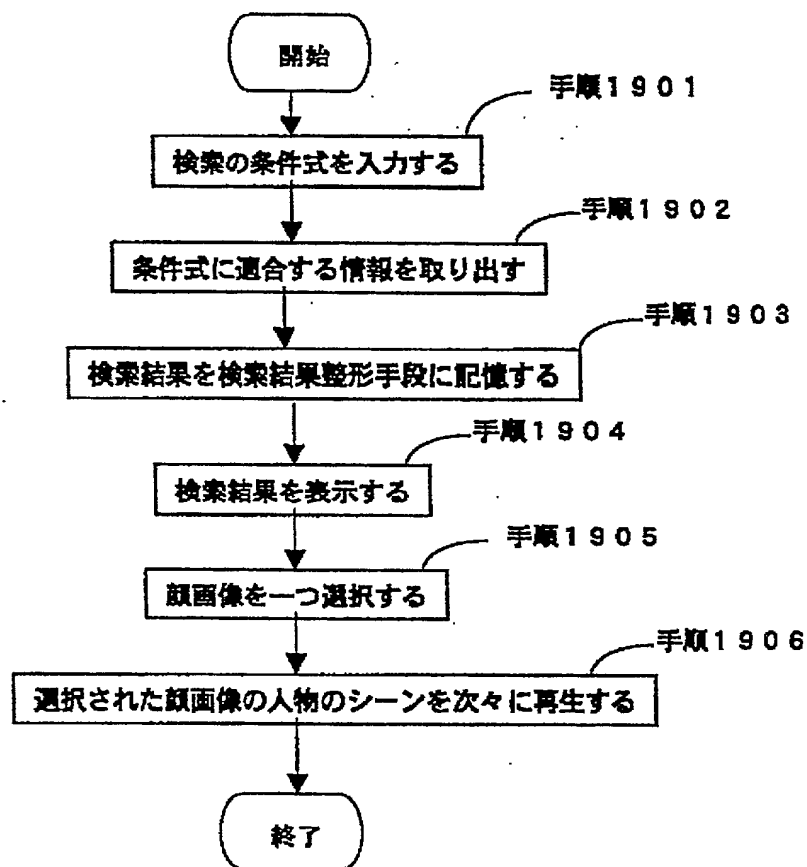 開始
手順1901
検索の条件式を入力する
手順1902
条件式に適合する情報を取り出す
手順1903
検索結果を検索結果整形手段に記憶する
手順1904
検索結果を表示する
手順1905
顔画像を一つ選択する
手順1906
選択された顔画像の人物のシーンを次々に再生する
終了